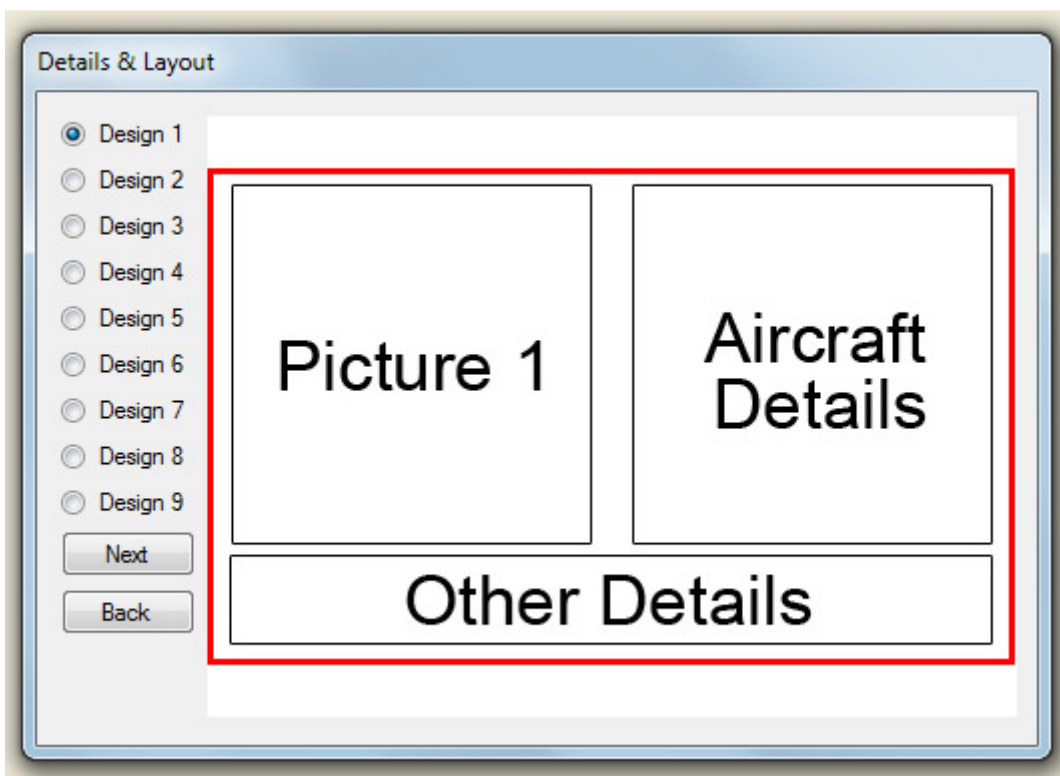 Details & Layout
Design 1
Design 2
Design 3
Design 4
Design 5
Design 6
Design 7
Design 8
Design 9
Next
Back
Picture 1
Aircraft
Details
Other Details